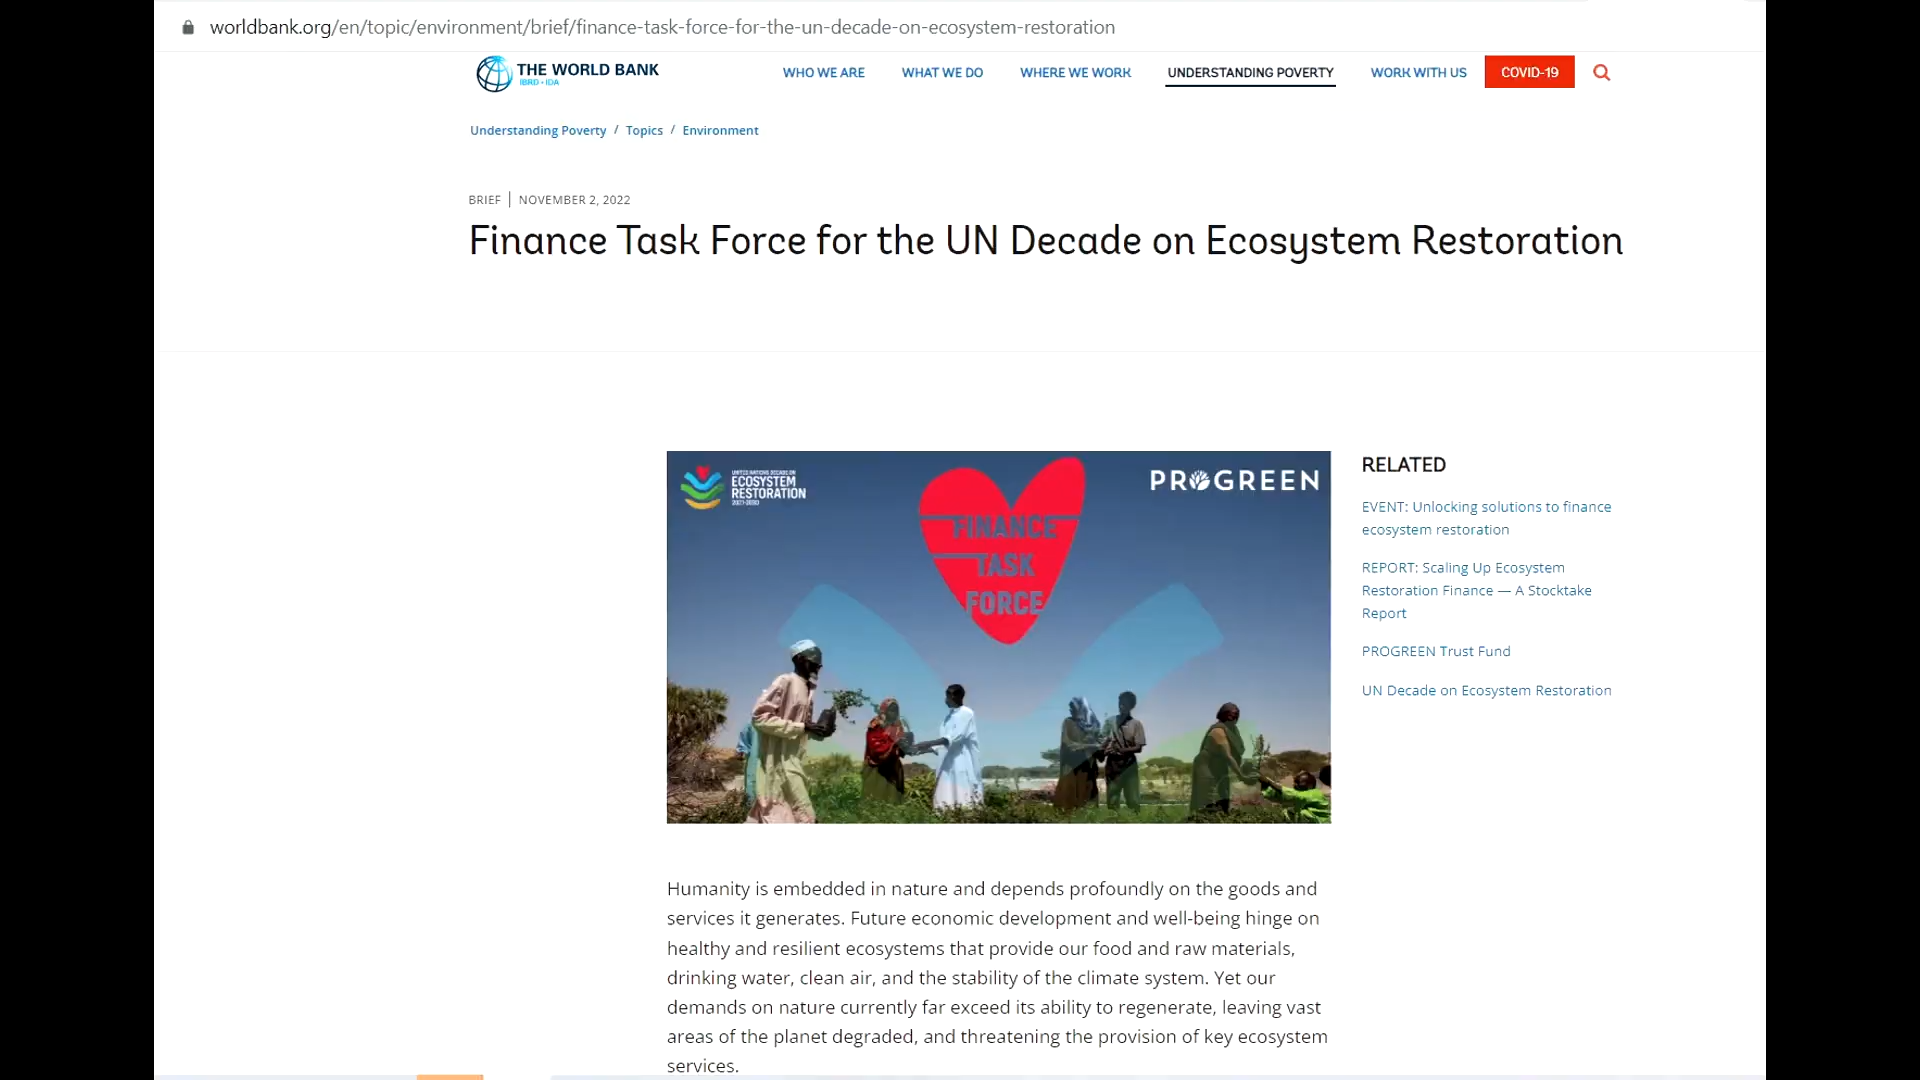 worldbank.org/en/topic/environment/brief/finance-task-force-for-the-un-decade-on-ecosystem-restoration
THE WORLD BANK
IBRD • IDA
WHO WE ARE
WHAT WE DO
WHERE WE WORK
UNDERSTANDING POVERTY
WORK WITH US
COVID-19
Understanding Poverty / Topics / Environment
BRIEF | NOVEMBER 2, 2022
Finance Task Force for the UN Decade on Ecosystem Restoration
UNITED NATIONS DECADE ON
ECOSYSTEM
RESTORATION
2021-2030
FINANCE
TASK
FORCE
PROGREEN
Humanity is embedded in nature and depends profoundly on the goods and
services it generates. Future economic development and well-being hinge on
healthy and resilient ecosystems that provide our food and raw materials,
drinking water, clean air, and the stability of the climate system. Yet our
demands on nature currently far exceed its ability to regenerate, leaving vast
areas of the planet degraded, and threatening the provision of key ecosystem
services.
RELATED
EVENT: Unlocking solutions to finance
ecosystem restoration
REPORT: Scaling Up Ecosystem
Restoration Finance — A Stocktake
Report
PROGREEN Trust Fund
UN Decade on Ecosystem Restoration